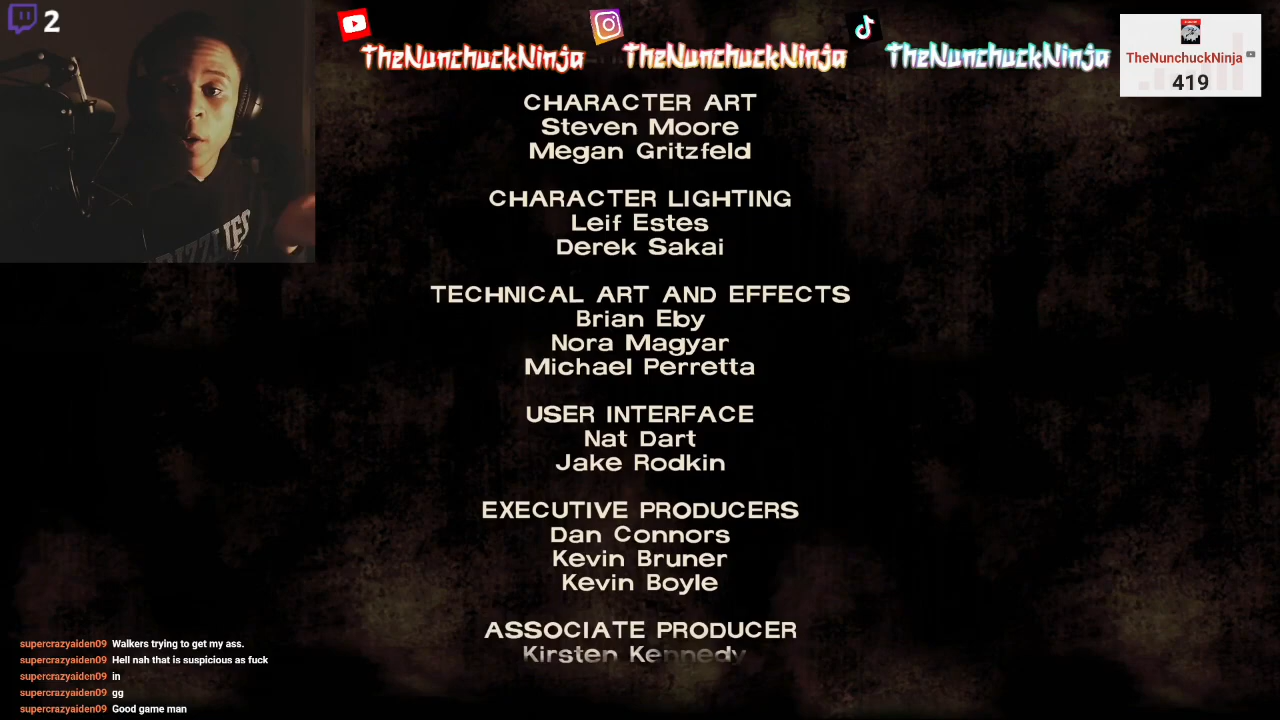 2
TheNunchuckNinja
TheNunchuckNinja
TheNunchuckNinja
TheNunchuckNinja
419
CHARACTER ART
Steven Moore
Megan Gritzfeld
CHARACTER LIGHTING
Leif Estes
Derek Sakai
TECHNICAL ART AND EFFECTS
Brian Eby
Nora Magyar
Michael Perretta
USER INTERFACE
Nat Dart
Jake Rodkin
EXECUTIVE PRODUCERS
Dan Connors
Kevin Bruner
Kevin Boyle
ASSOCIATE PRODUCER
Kirsten Kennedy
supercrazyaiden09 Walkers trying to get my ass.
supercrazyaiden09 Hell nah that is suspicious as fuck
supercrazyaiden09 in
supercrazyaiden09 gg
supercrazyaiden09 Good game man